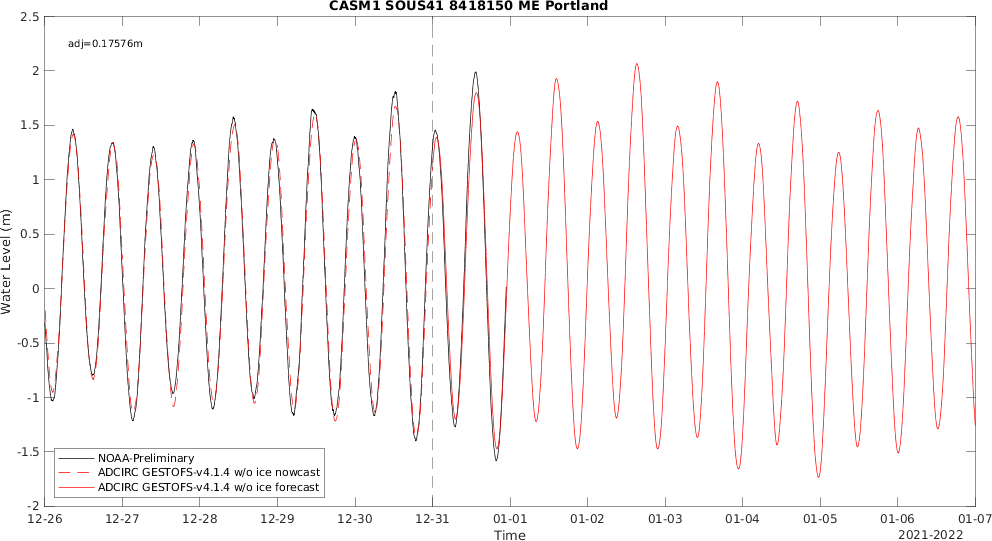 CASM1 SOUS41 8418150 ME Portland
adj=0.17576m
2.5
2
1.5
1
0.5
0
-0.5
-1
-1.5
-2
Water Level (m)
NOAA-Preliminary
ADCIRC GESTOFS-v4.1.4 w/o ice nowcast
ADCIRC GESTOFS-v4.1.4 w/o ice forecast
12-26 12-27 12-28 12-29 12-30 12-31 01-01 01-02 01-03 01-04 01-05 01-06 01-07
Time
2021-2022